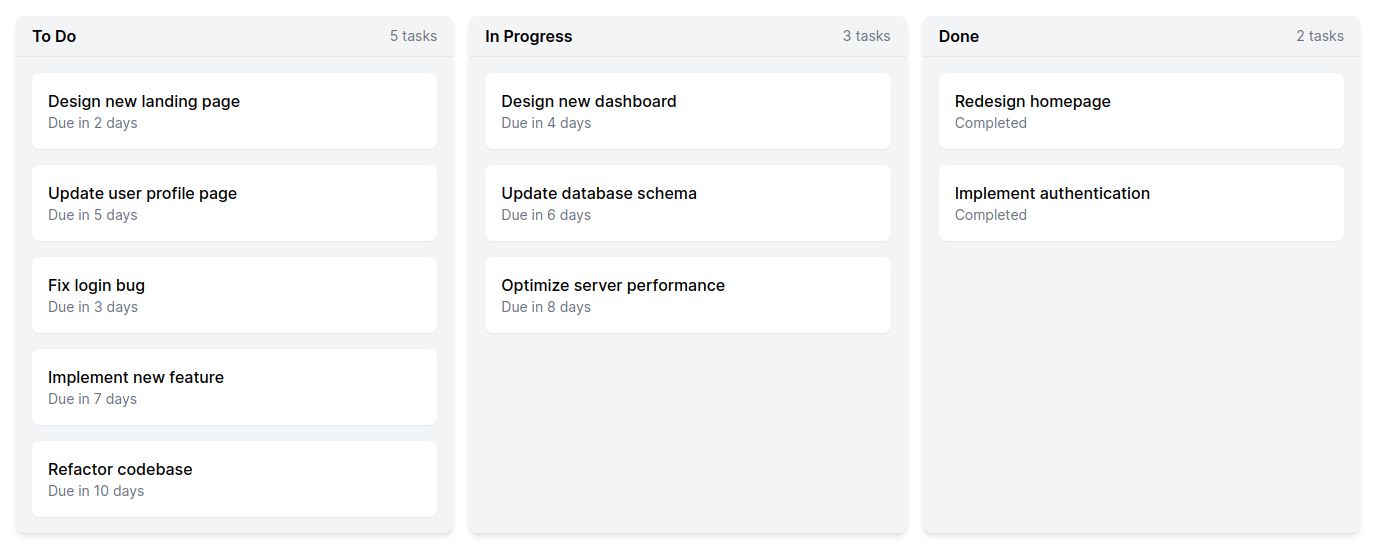 To Do
5 tasks
Design new landing page
Due in 2 days
Update user profile page
Due in 5 days
Fix login bug
Due in 3 days
Implement new feature
Due in 7 days
Refactor codebase
Due in 10 days
In Progress
3 tasks
Design new dashboard
Due in 4 days
Update database schema
Due in 6 days
Optimize server performance
Due in 8 days
Done
2 tasks
Redesign homepage
Completed
Implement authentication
Completed